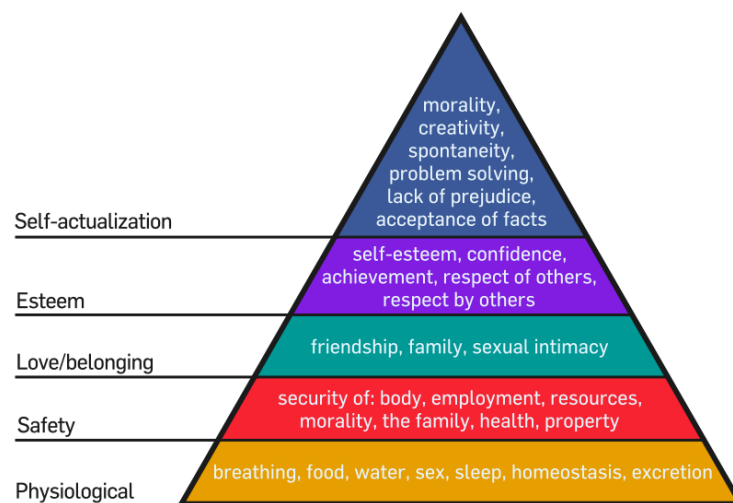 morality,
creativity,
spontaneity,
problem solving,
lack of prejudice,
acceptance of facts
Self-actualization
self-esteem, confidence,
achievement, respect of others,
respect by others
Esteem
friendship, family, sexual intimacy
Love/belonging
security of: body, employment, resources,
morality, the family, health, property
Safety
breathing, food, water, sex, sleep, homeostasis, excretion
Physiological